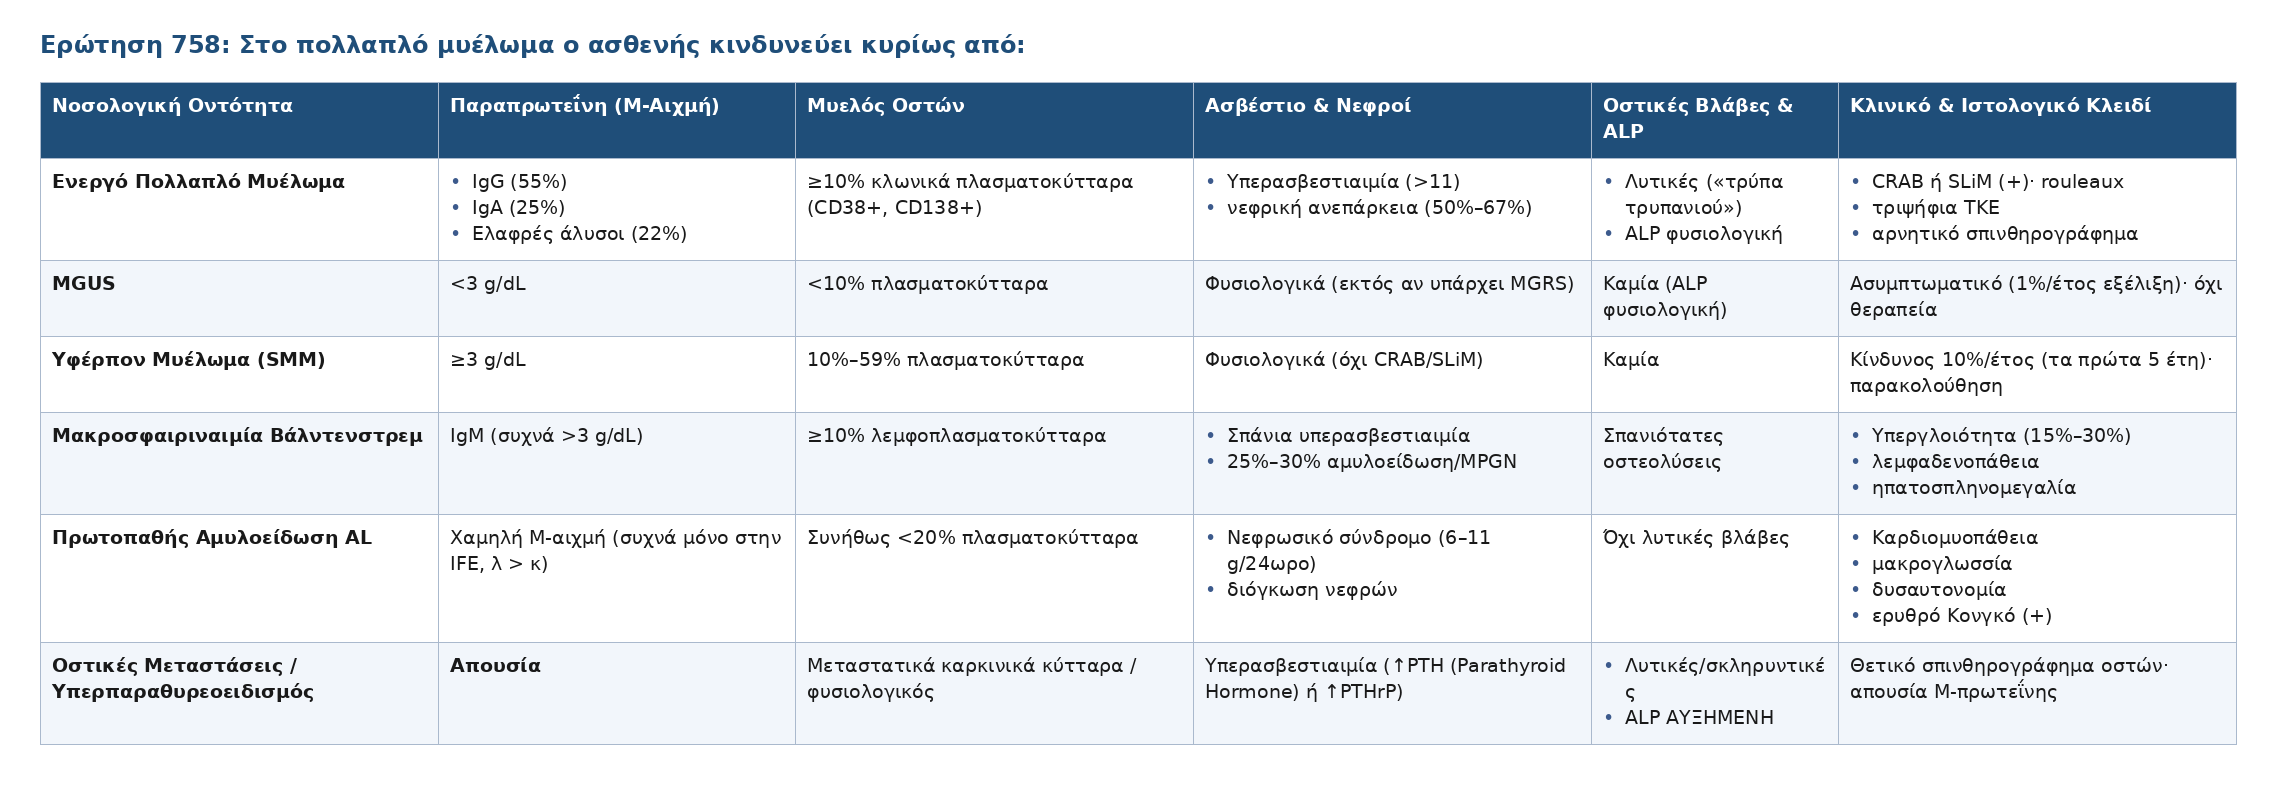 Ερώτηση 758: Στο πολλαπλό μυέλωμα ο ασθενής κινδυνεύει κυρίως από:
Νοσολογική Οντότητα
Παραπρωτεΐνη (Μ-Αιχμή)
Μυελός Οστών
Ασβέστιο & Νεφροί
Οστικές Βλάβες &
ALP
Κλινικό & Ιστολογικό Κλειδί
Ενεργό Πολλαπλό Μυέλωμα
• IgG (55%)
• IgA (25%)
• Ελαφρές άλυσοι (22%)
≥10% κλωνικά πλασματοκύτταρα
(CD38+, CD138+)
• Υπερασβεστιαιμία (>11)
• νεφρική ανεπάρκεια (50%–67%)
• Λυτικές («τρύπα
τρυπανιού»)
• ALP φυσιολογική
• CRAB ή SLiM (+)· rouleaux
• τριψήφια ΤΚΕ
• αρνητικό σπινθηρογράφημα
MGUS
<3 g/dL
<10% πλασματοκύτταρα
Φυσιολογικά (εκτός αν υπάρχει MGRS)
Καμία (ALP
φυσιολογική)
Ασυμπτωματικό (1%/έτος εξέλιξη)· όχι
θεραπεία
Υφέρπον Μυέλωμα (SMM)
≥3 g/dL
10%–59% πλασματοκύτταρα
Φυσιολογικά (όχι CRAB/SLiM)
Καμία
Κίνδυνος 10%/έτος (τα πρώτα 5 έτη)·
παρακολούθηση
Μακροσφαιριναιμία Βάλντενστρεμ
IgM (συχνά >3 g/dL)
≥10% λεμφοπλασματοκύτταρα
• Σπάνια υπερασβεστιαιμία
• 25%–30% αμυλοείδωση/MPGN
Σπανιότατες
οστεολύσεις
• Υπεργλοιότητα (15%–30%)
• λεμφαδενοπάθεια
• ηπατοσπληνομεγαλία
Πρωτοπαθής Αμυλοείδωση AL
Χαμηλή Μ-αιχμή (συχνά μόνο στην
IFE, λ > κ)
Συνήθως <20% πλασματοκύτταρα
• Νεφρωσικό σύνδρομο (6–11
g/24ωρο)
• διόγκωση νεφρών
Όχι λυτικές βλάβες
• Καρδιομυοπάθεια
• μακρογλωσσία
• δυσαυτονομία
• ερυθρό Κονγκό (+)
Οστικές Μεταστάσεις /
Υπερπαραθυρεοειδισμός
Απουσία
Μεταστατικά καρκινικά κύτταρα /
φυσιολογικός
Υπερασβεστιαιμία (↑PTH (Parathyroid
Hormone) ή ↑PTHrP)
• Λυτικές/σκληρυντικέ
ς
• ALP ΑΥΞΗΜΕΝΗ
Θετικό σπινθηρογράφημα οστών·
απουσία Μ-πρωτεΐνης